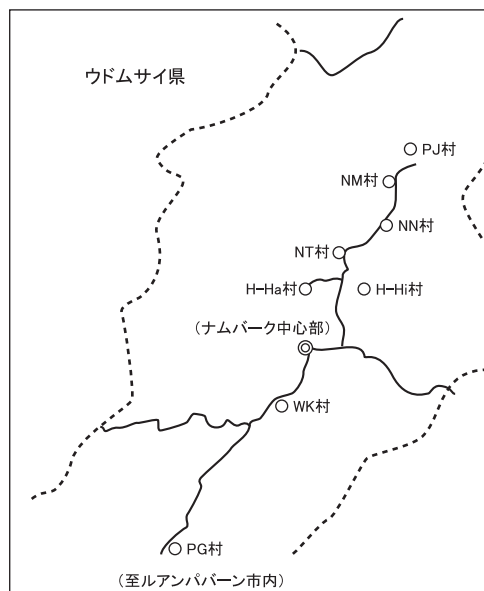 ウドムサイ県
PJ村
NM村
NN村
NT村
H-Ha村
H-Hi村
(ナムバーク中心部)
WK村
PG村
(至ルアンパバーン市内)